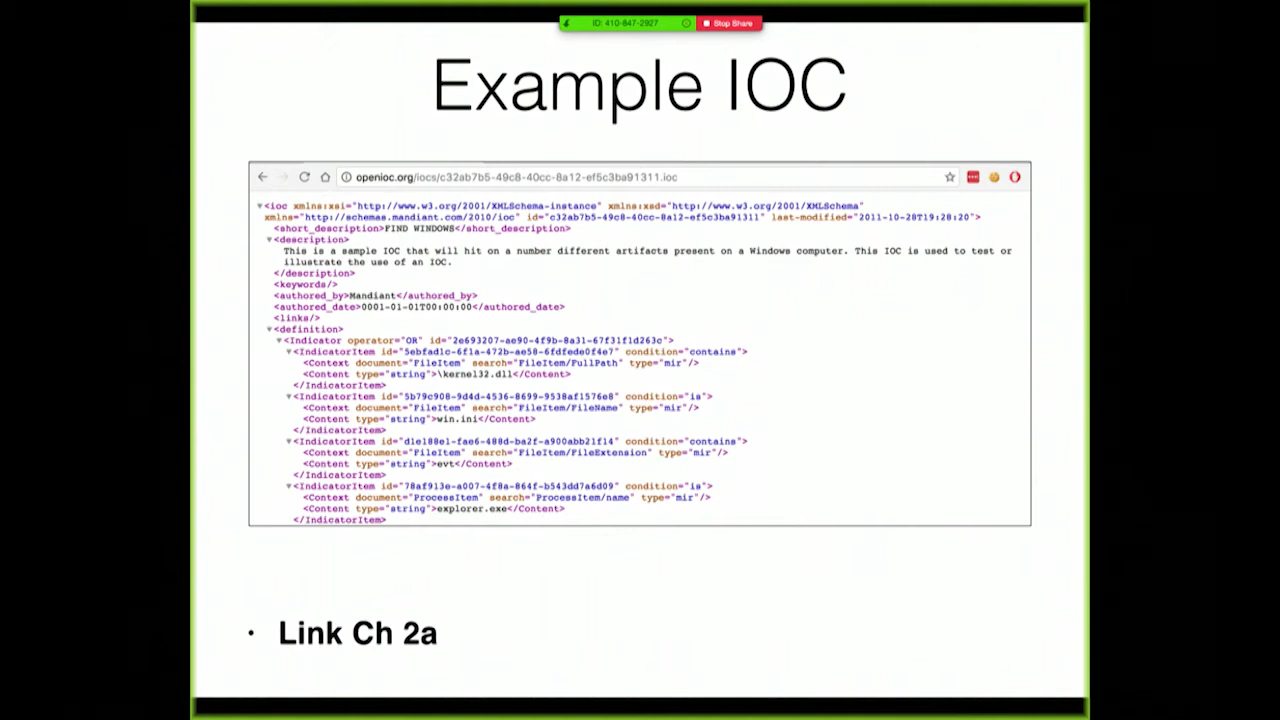 ID: 410-847-2927
Stop Share
Example IOC
openioc.org/iocs/c32ab7b5-49c8-40cc-8a12-ef5c3ba91311.ioc
<ioc xmlns:xsi="http://www.w3.org/2001/XMLSchema-instance" xmlns:xsd="http://www.w3.org/2001/XMLSchema"
xmlns="http://schemas.mandiant.com/2010/ioc" id="c32ab7b5-49c8-40cc-8a12-ef5c3ba91311" last-modified="2011-10-28T19:28:20">
<short_description>FIND WINDOWS</short_description>
<description>
This is a sample IOC that will hit on a number different artifacts present on a Windows computer. This IOC is used to test or
illustrate the use of an IOC.
</description>
<keywords/>
<authored_by>Mandiant</authored_by>
<authored_date>0001-01-01T00:00:00</authored_date>
<links/>
<definition>
<Indicator operator="OR" id="2e693207-ae90-4f9b-8a31-67f31f1d263c">
<IndicatorItem id="5ebfad1c-6f1a-472b-ae58-6fdfede0f4e7" condition="contains">
<Context document="FileItem" search="FileItem/FullPath" type="mir"/>
<Content type="string">\kernel32.dll</Content>
</IndicatorItem>
<IndicatorItem id="5b79c908-9d4d-4536-8699-9538af1576e8" condition="is">
<Context document="FileItem" search="FileItem/FileName" type="mir"/>
<Content type="string">win.ini</Content>
</IndicatorItem>
<IndicatorItem id="d1e188e1-fae6-488d-ba2f-a900abb21f14" condition="contains">
<Context document="FileItem" search="FileItem/FileExtension" type="mir"/>
<Content type="string">evt</Content>
</IndicatorItem>
<IndicatorItem id="78af913e-a007-4f8a-864f-b543dd7a6d09" condition="is">
<Context document="ProcessItem" search="ProcessItem/name" type="mir"/>
<Content type="string">explorer.exe</Content>
</IndicatorItem>
• Link Ch 2a